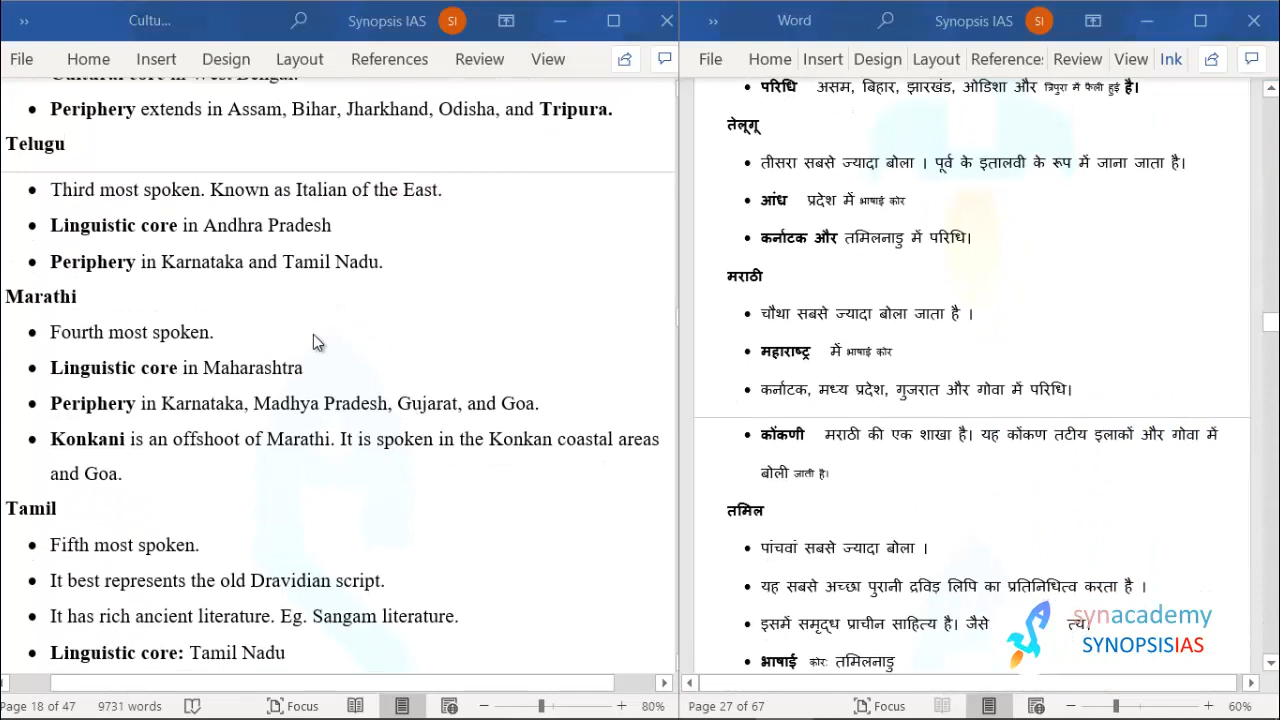 Cultu...
Synopsis IAS
SI
File Home Insert Design Layout References Review View
Cultural core in West Bengal.
• Periphery extends in Assam, Bihar, Jharkhand, Odisha, and Tripura.
Telugu
• Third most spoken. Known as Italian of the East.
• Linguistic core in Andhra Pradesh
• Periphery in Karnataka and Tamil Nadu.
Marathi
• Fourth most spoken.
• Linguistic core in Maharashtra
• Periphery in Karnataka, Madhya Pradesh, Gujarat, and Goa.
• Konkani is an offshoot of Marathi. It is spoken in the Konkan coastal areas
and Goa.
Tamil
• Fifth most spoken.
• It best represents the old Dravidian script.
• It has rich ancient literature. Eg. Sangam literature.
• Linguistic core: Tamil Nadu
Page 18 of 47 9731 words Focus 80%
Word
Synopsis IAS
SI
File Home Insert Design Layout Reference: Review View Ink
• परिधि असम, बिहार, झारखंड, ओडिशा और त्रिपुरा में फैली हुई है।
तेलूगू
• तीसरा सबसे ज्यादा बोला । पूर्व के इतालवी के रूप में जाना जाता है।
• आंध प्रदेश में भाषाई कोर
• कर्नाटक और तमिलनाडु में परिधि।
मराठी
• चौथा सबसे ज्यादा बोला जाता है ।
• महाराष्ट्र में भाषाई कोर
• कर्नाटक, मध्य प्रदेश, गुजरात और गोवा में परिधि।
• कोंकणी मराठी की एक शाखा है। यह कोंकण तटीय इलाकों और गोवा में
बोली जाती है।
तमिल
• पांचवां सबसे ज्यादा बोला ।
• यह सबसे अच्छा पुरानी द्रविड़ लिपि का प्रतिनिधित्व करता है ।
• इसमें समृद्ध प्राचीन साहित्य है। जैसे
• भाषाई कोर: तमिलनाडु
synacademy
SYNOPSISIAS
Page 27 of 67 Focus 60%